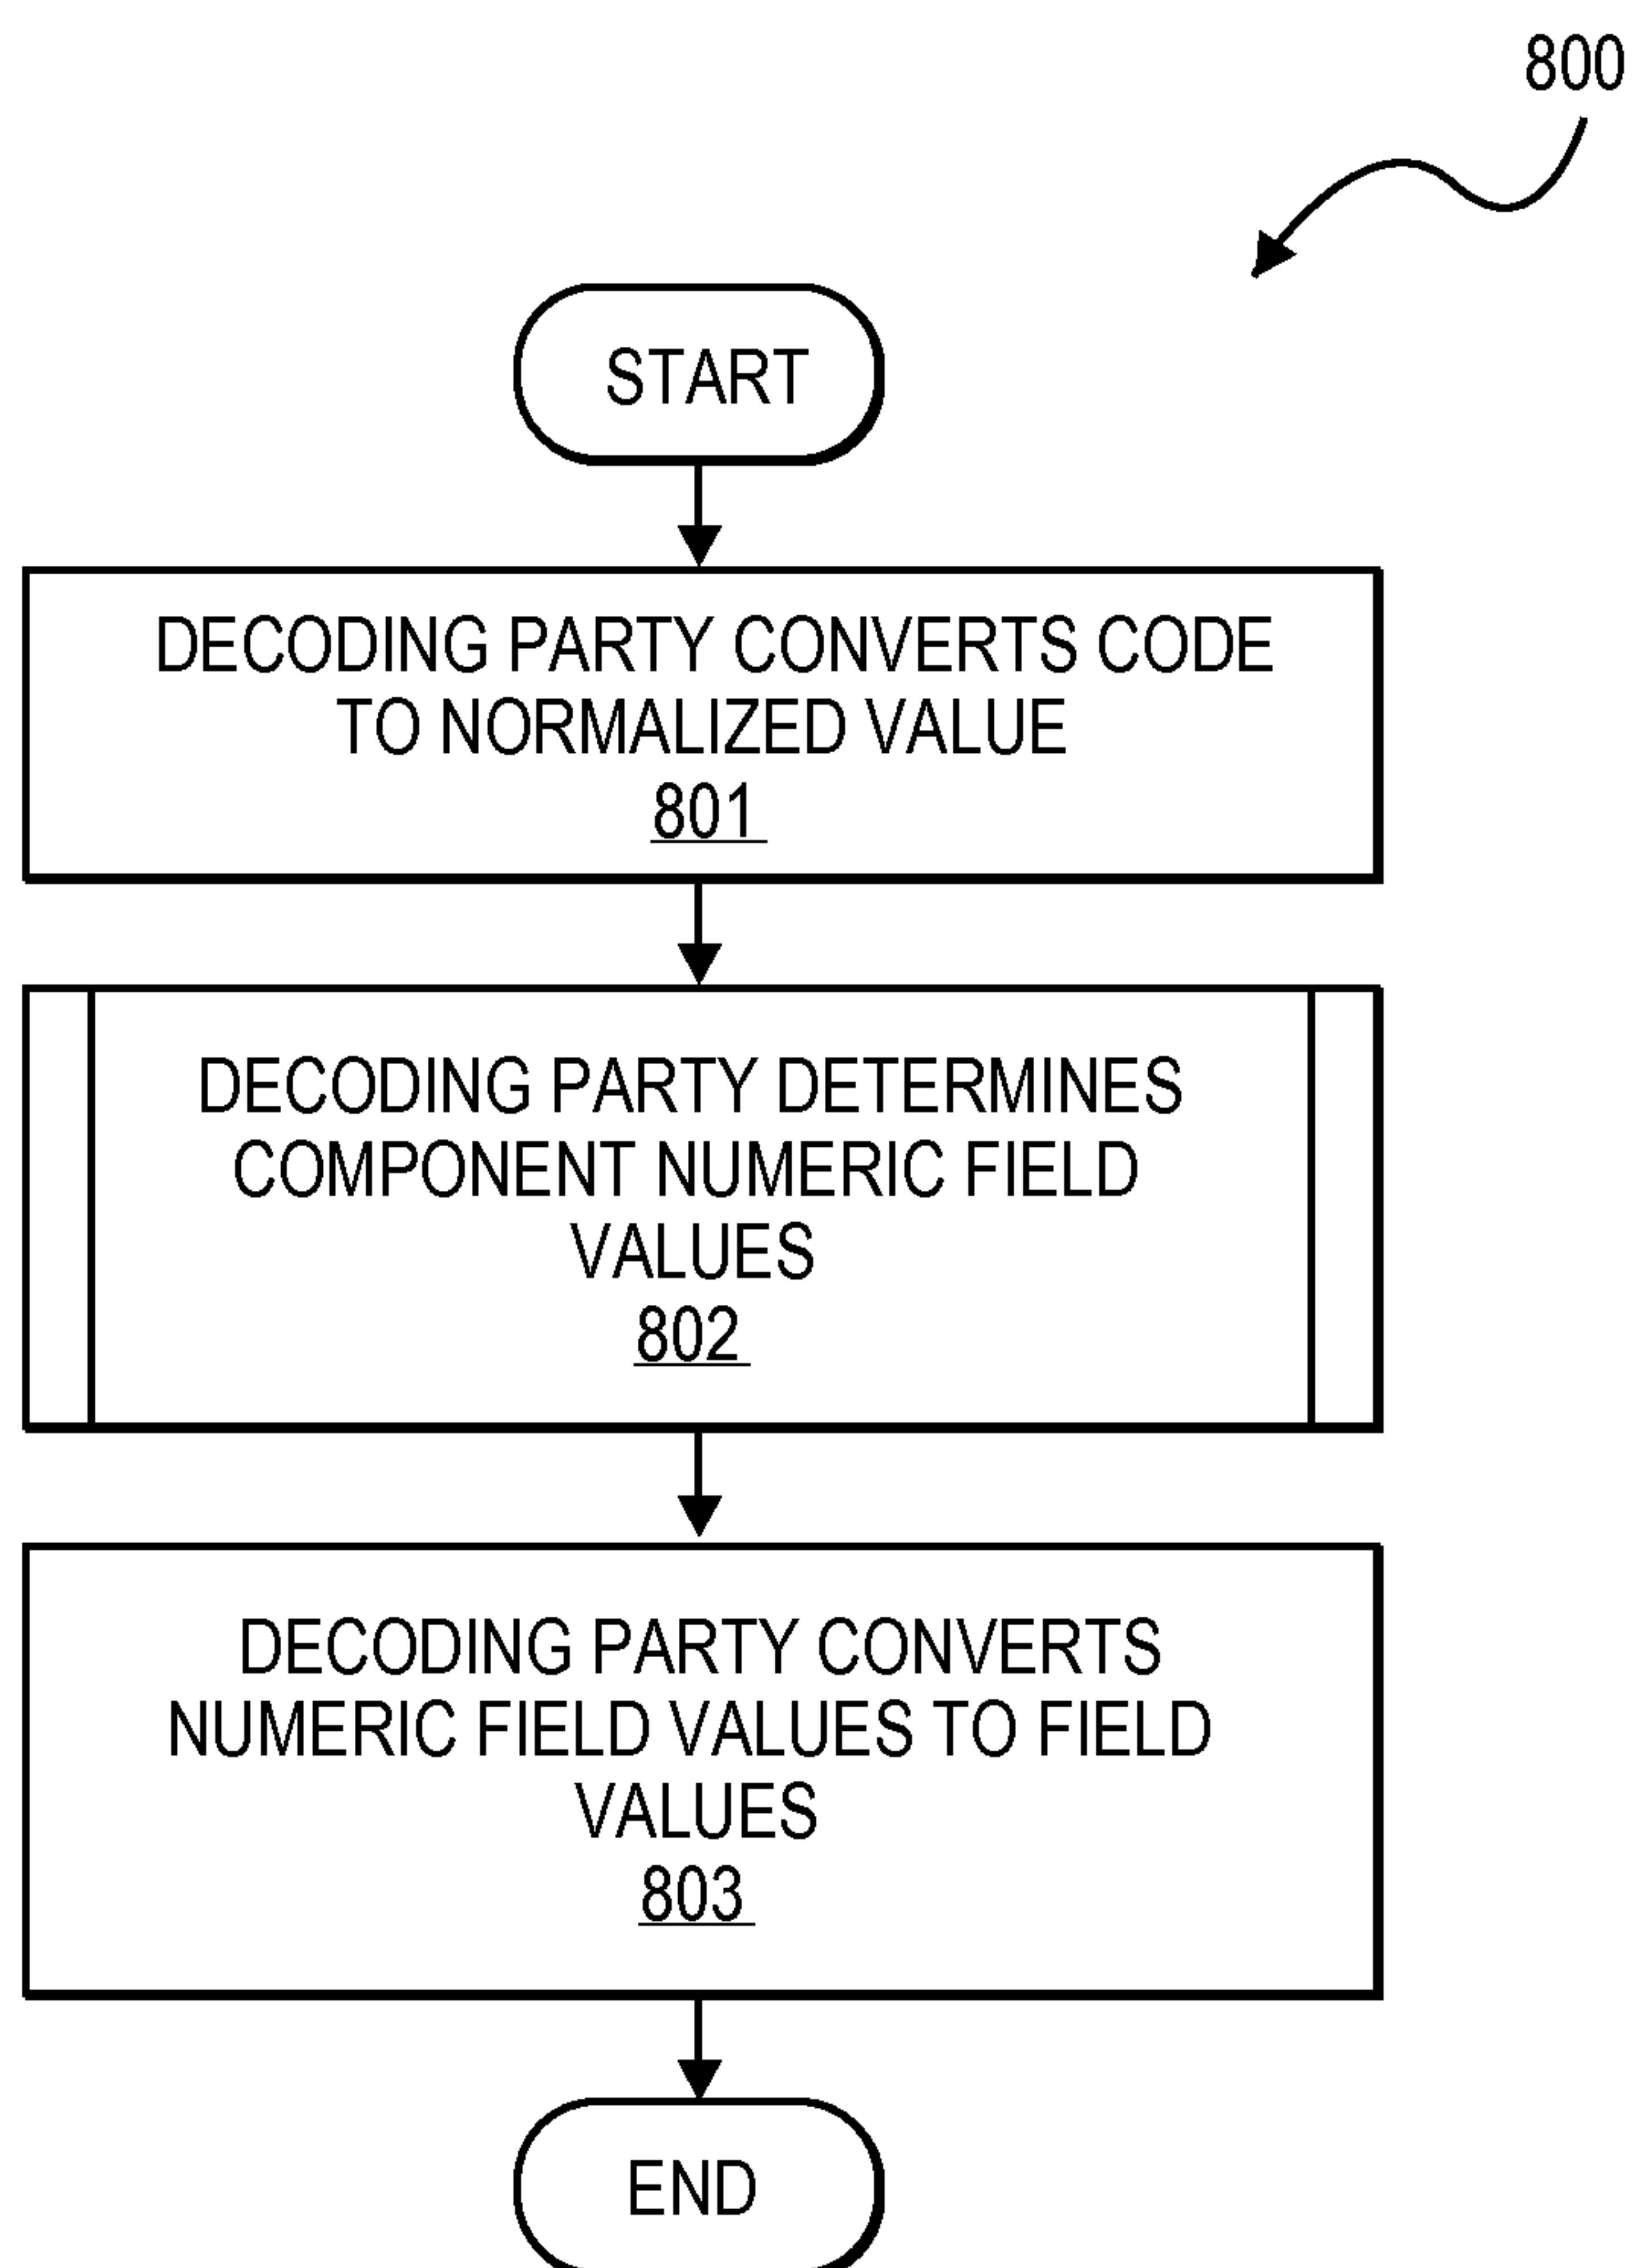 800
START
DECODING PARTY CONVERTS CODE
TO NORMALIZED VALUE
801
DECODING PARTY DETERMINES
COMPONENT NUMERIC FIELD
VALUES
802
DECODING PARTY CONVERTS
NUMERIC FIELD VALUES TO FIELD
VALUES
803
END